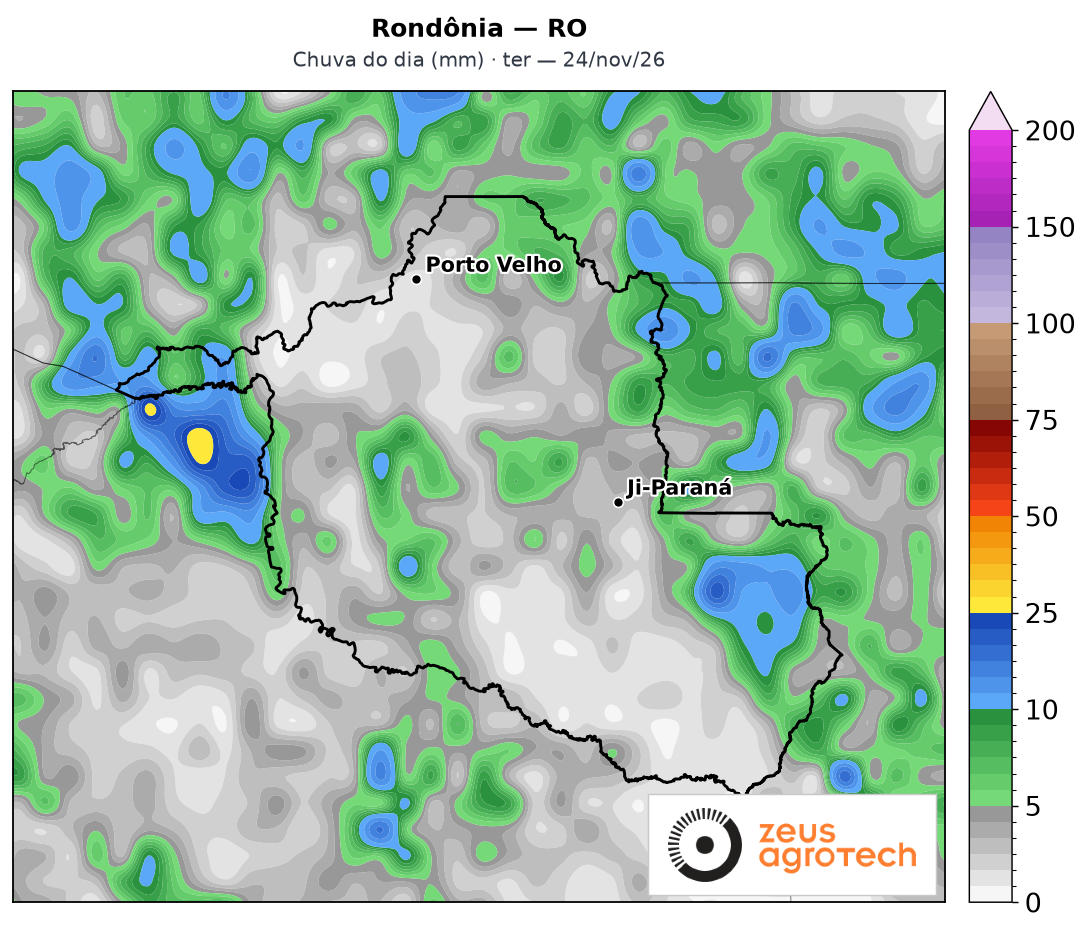 Rondônia — RO
Chuva do dia (mm) · ter — 24/nov/26
Porto Velho
Ji-Paraná
200
150
100
75
50
25
10
5
0
zeus
agrotech